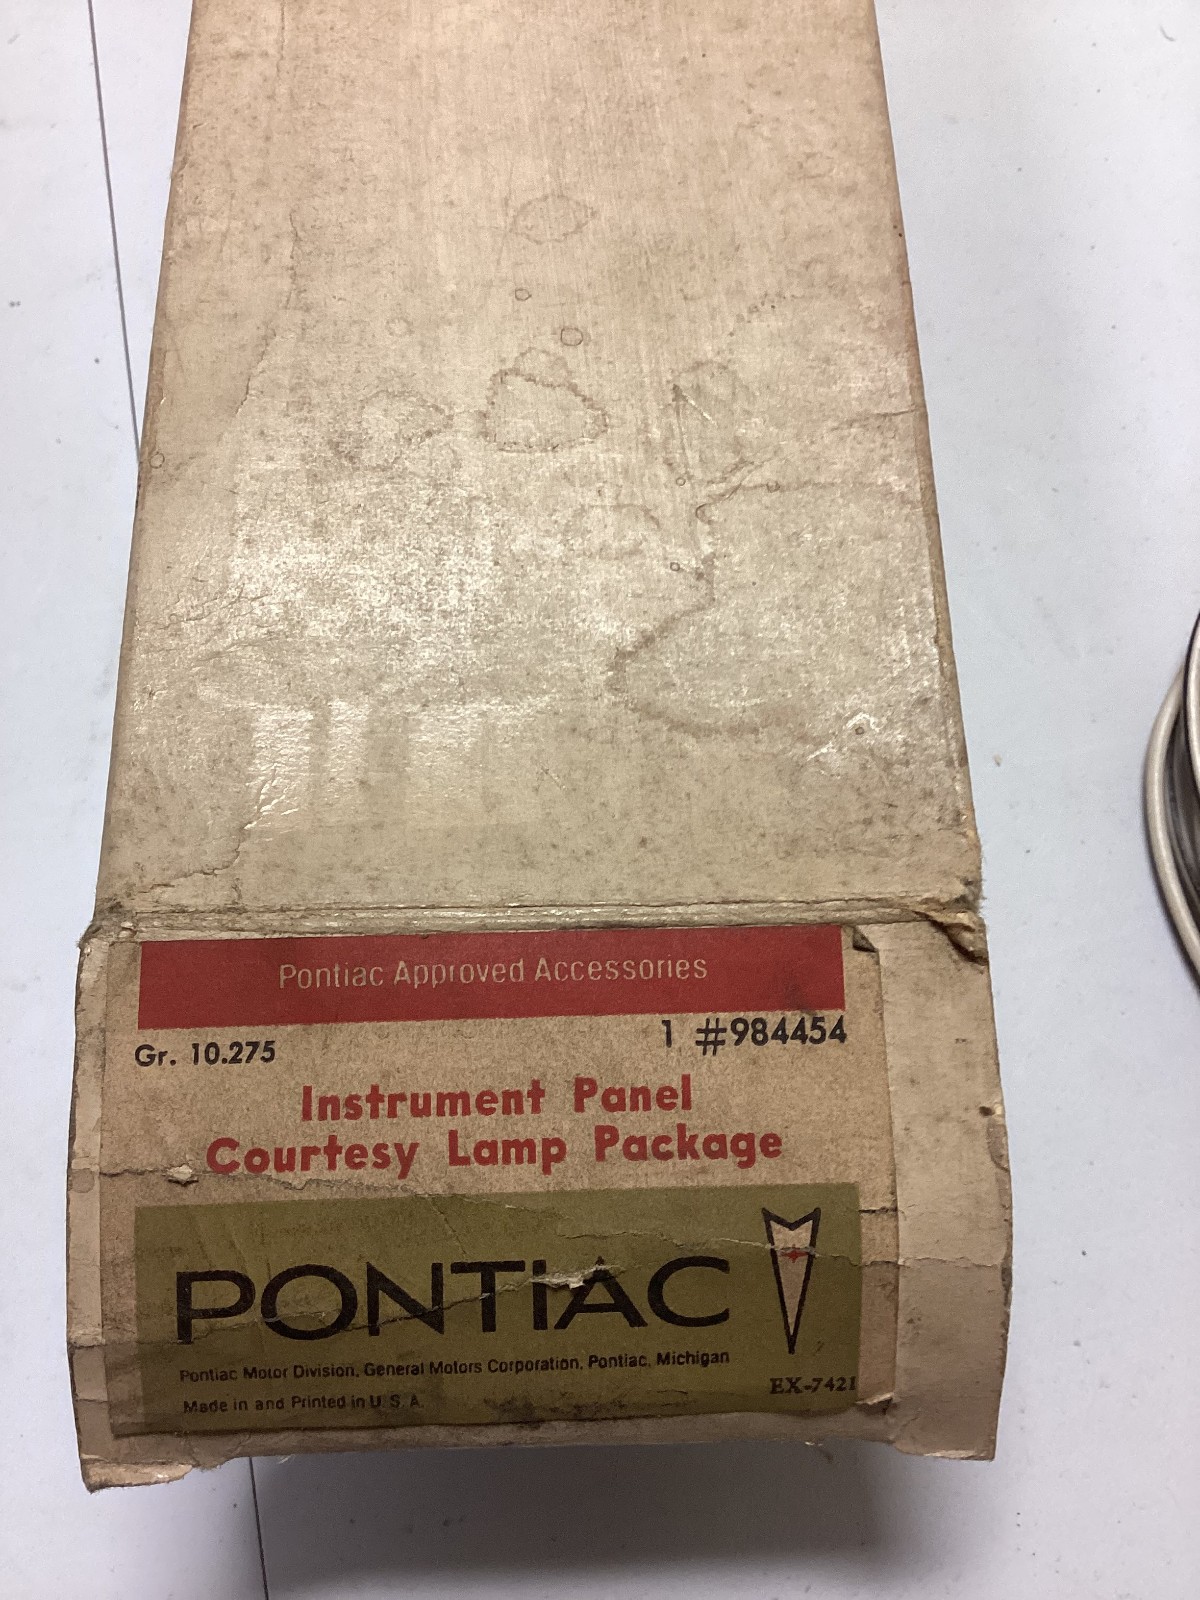 Pontiac Approved Accessories
Gr. 10.275 1 #984454
Instrument Panel
Courtesy Lamp Package
PONTIAC
Pontiac Motor Division, General Motors Corporation, Pontiac, Michigan
Made in and Printed in U. S. A.
EX-7421